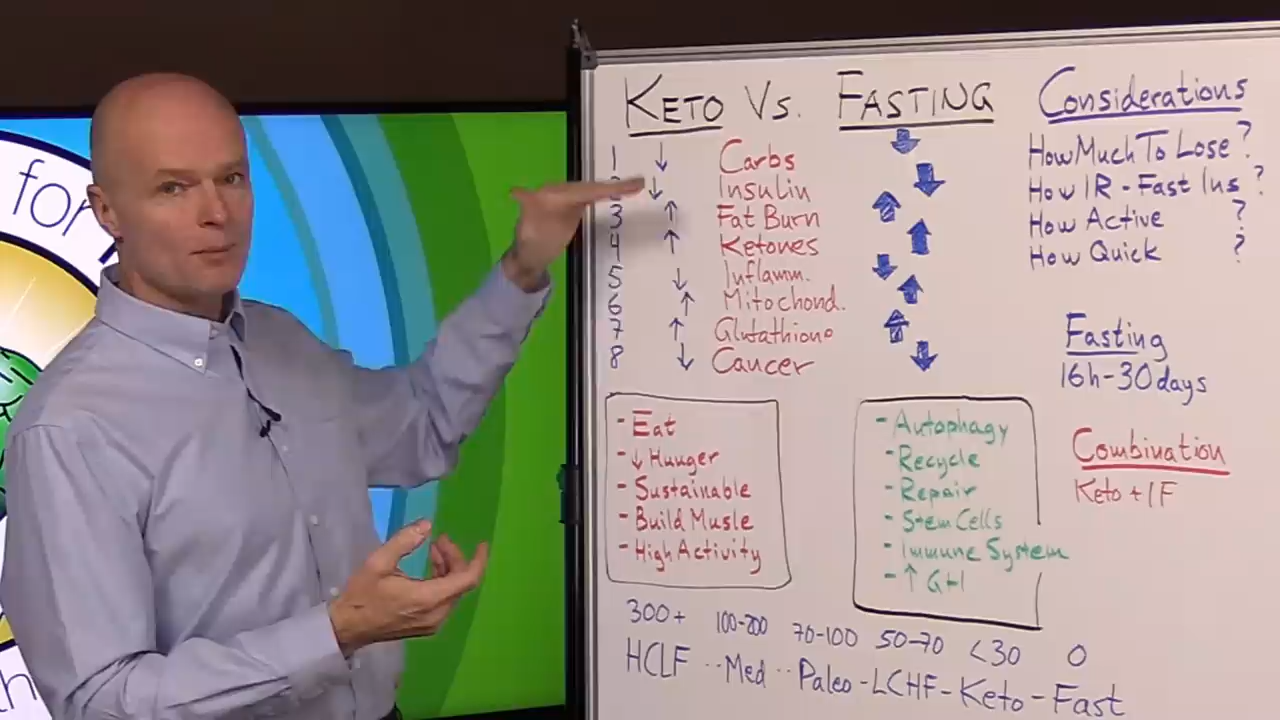 for
KETO Vs. FASTING
1 ↓ Carbs ⬇
↓ Insulin ⬇
3 ↑ Fat Burn ⬆
4 ↑ Ketones ⬆
5 ↓ Inflamm. ⬇
6 ↑ Mitochond. ⬆
7 ↑ Glutathione ⬆
8 ↓ Cancer ⬇
- Eat
- ↓ Hunger
- Sustainable
- Build Musle
- High Activity
- Autophagy
- Recycle
- Repair
- Stem Cells
- Immune System
- ↑ GH
Considerations
How Much To Lose?
How IR - Fast Ins?
How Active ?
How Quick ?
Fasting
16h-30days
Combination
Keto + IF
300+ 100-200 70-100 50-70 <30 0
HCLF -- Med -- Paleo - LCHF - Keto - Fast